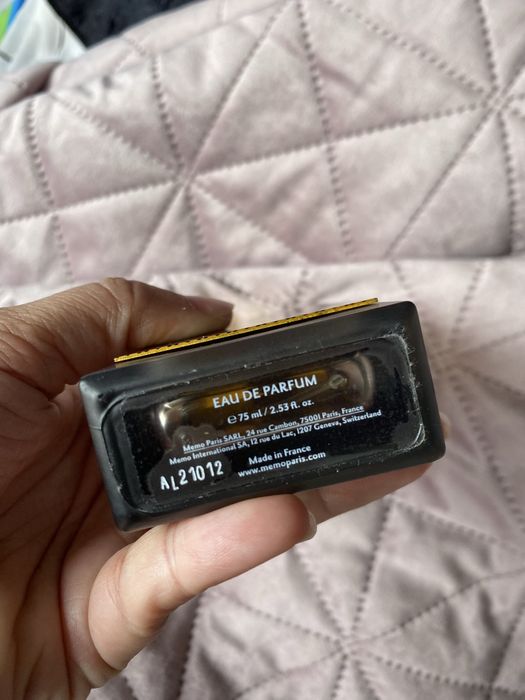 EAU DE PARFUM
℮ 75 ml / 2.53 fl. oz.
Memo Paris SARL, 24 rue Cambon, 75001 Paris, France
Memo International SA, 12 rue du Lac, 1207 Geneva, Switzerland
Made in France
www.memoparis.com
AL21012